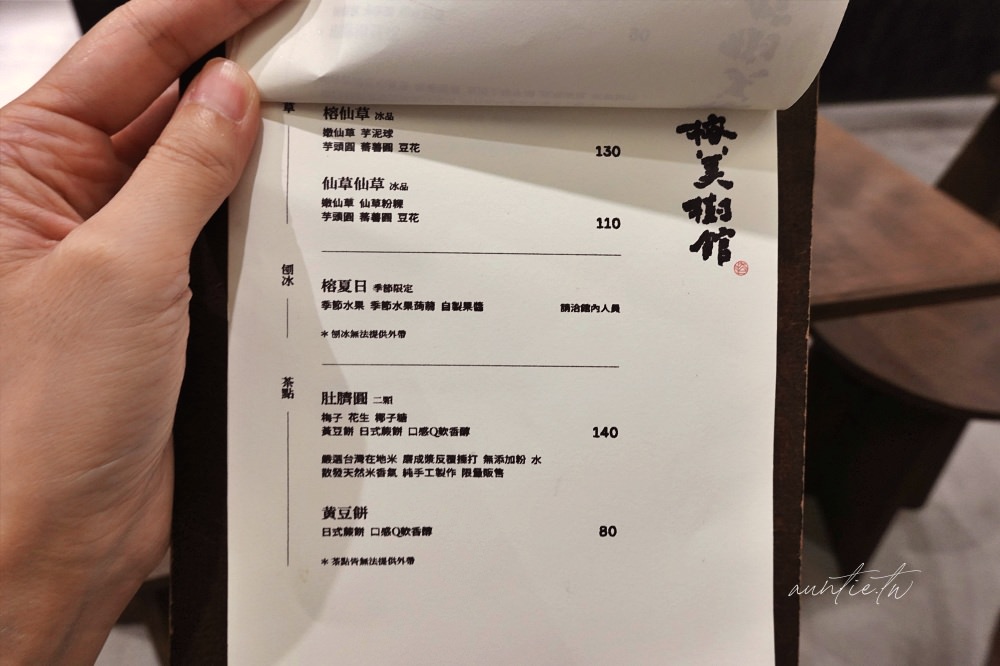 草
榕仙草 冰品
嫩仙草 芋泥球
芋頭圓 蕃薯圓 豆花
130
仙草仙草 冰品
嫩仙草 仙草粉粿
芋頭圓 蕃薯圓 豆花
110
刨冰
榕夏日 季節限定
季節水果 季節水果蒟蒻 自製果醬
請洽館內人員
* 刨冰無法提供外帶
茶點
肚臍圓 二顆
梅子 花生 椰子糖
黃豆餅 日式蕨餅 口感Q軟香醇
140
嚴選台灣在地米 磨成漿反覆捶打 無添加粉 水
散發天然米香氣 純手工製作 限量販售
黃豆餅
日式蕨餅 口感Q軟香醇
80
* 茶點皆無法提供外帶
榕美樹館
auntie.tw